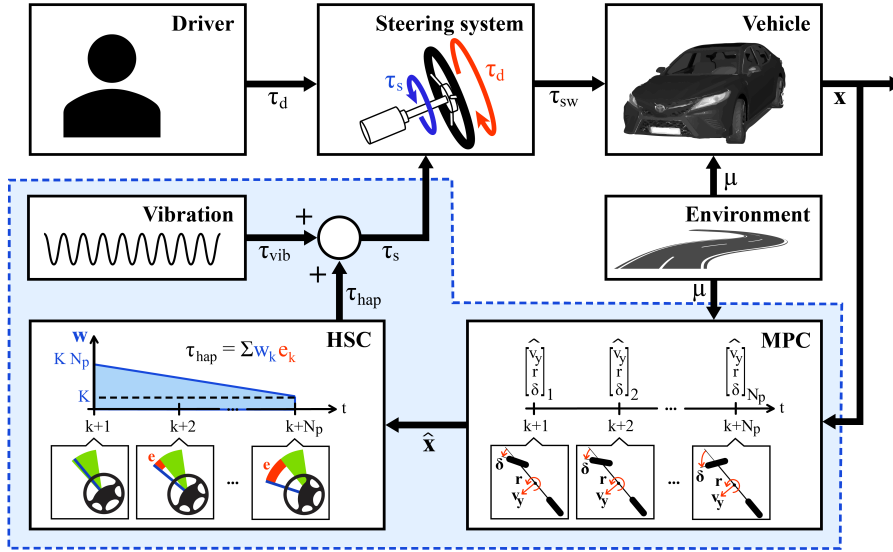 Driver
Steering system
Vehicle
τs
τd
τd
τsw
x
μ
Vibration
Environment
+
τvib
τs
+
μ
τhap
HSC
MPC
w
K Np
τhap = Σwk ek
K
...
t
k+1
k+2
k+Np
e
e
...
x̂
[v̂y r δ]1
[v̂y r δ]2
[v̂y r δ]Np
...
t
k+1
k+2
k+Np
δ
r
vy
δ
r
vy
...
δ
r
vy